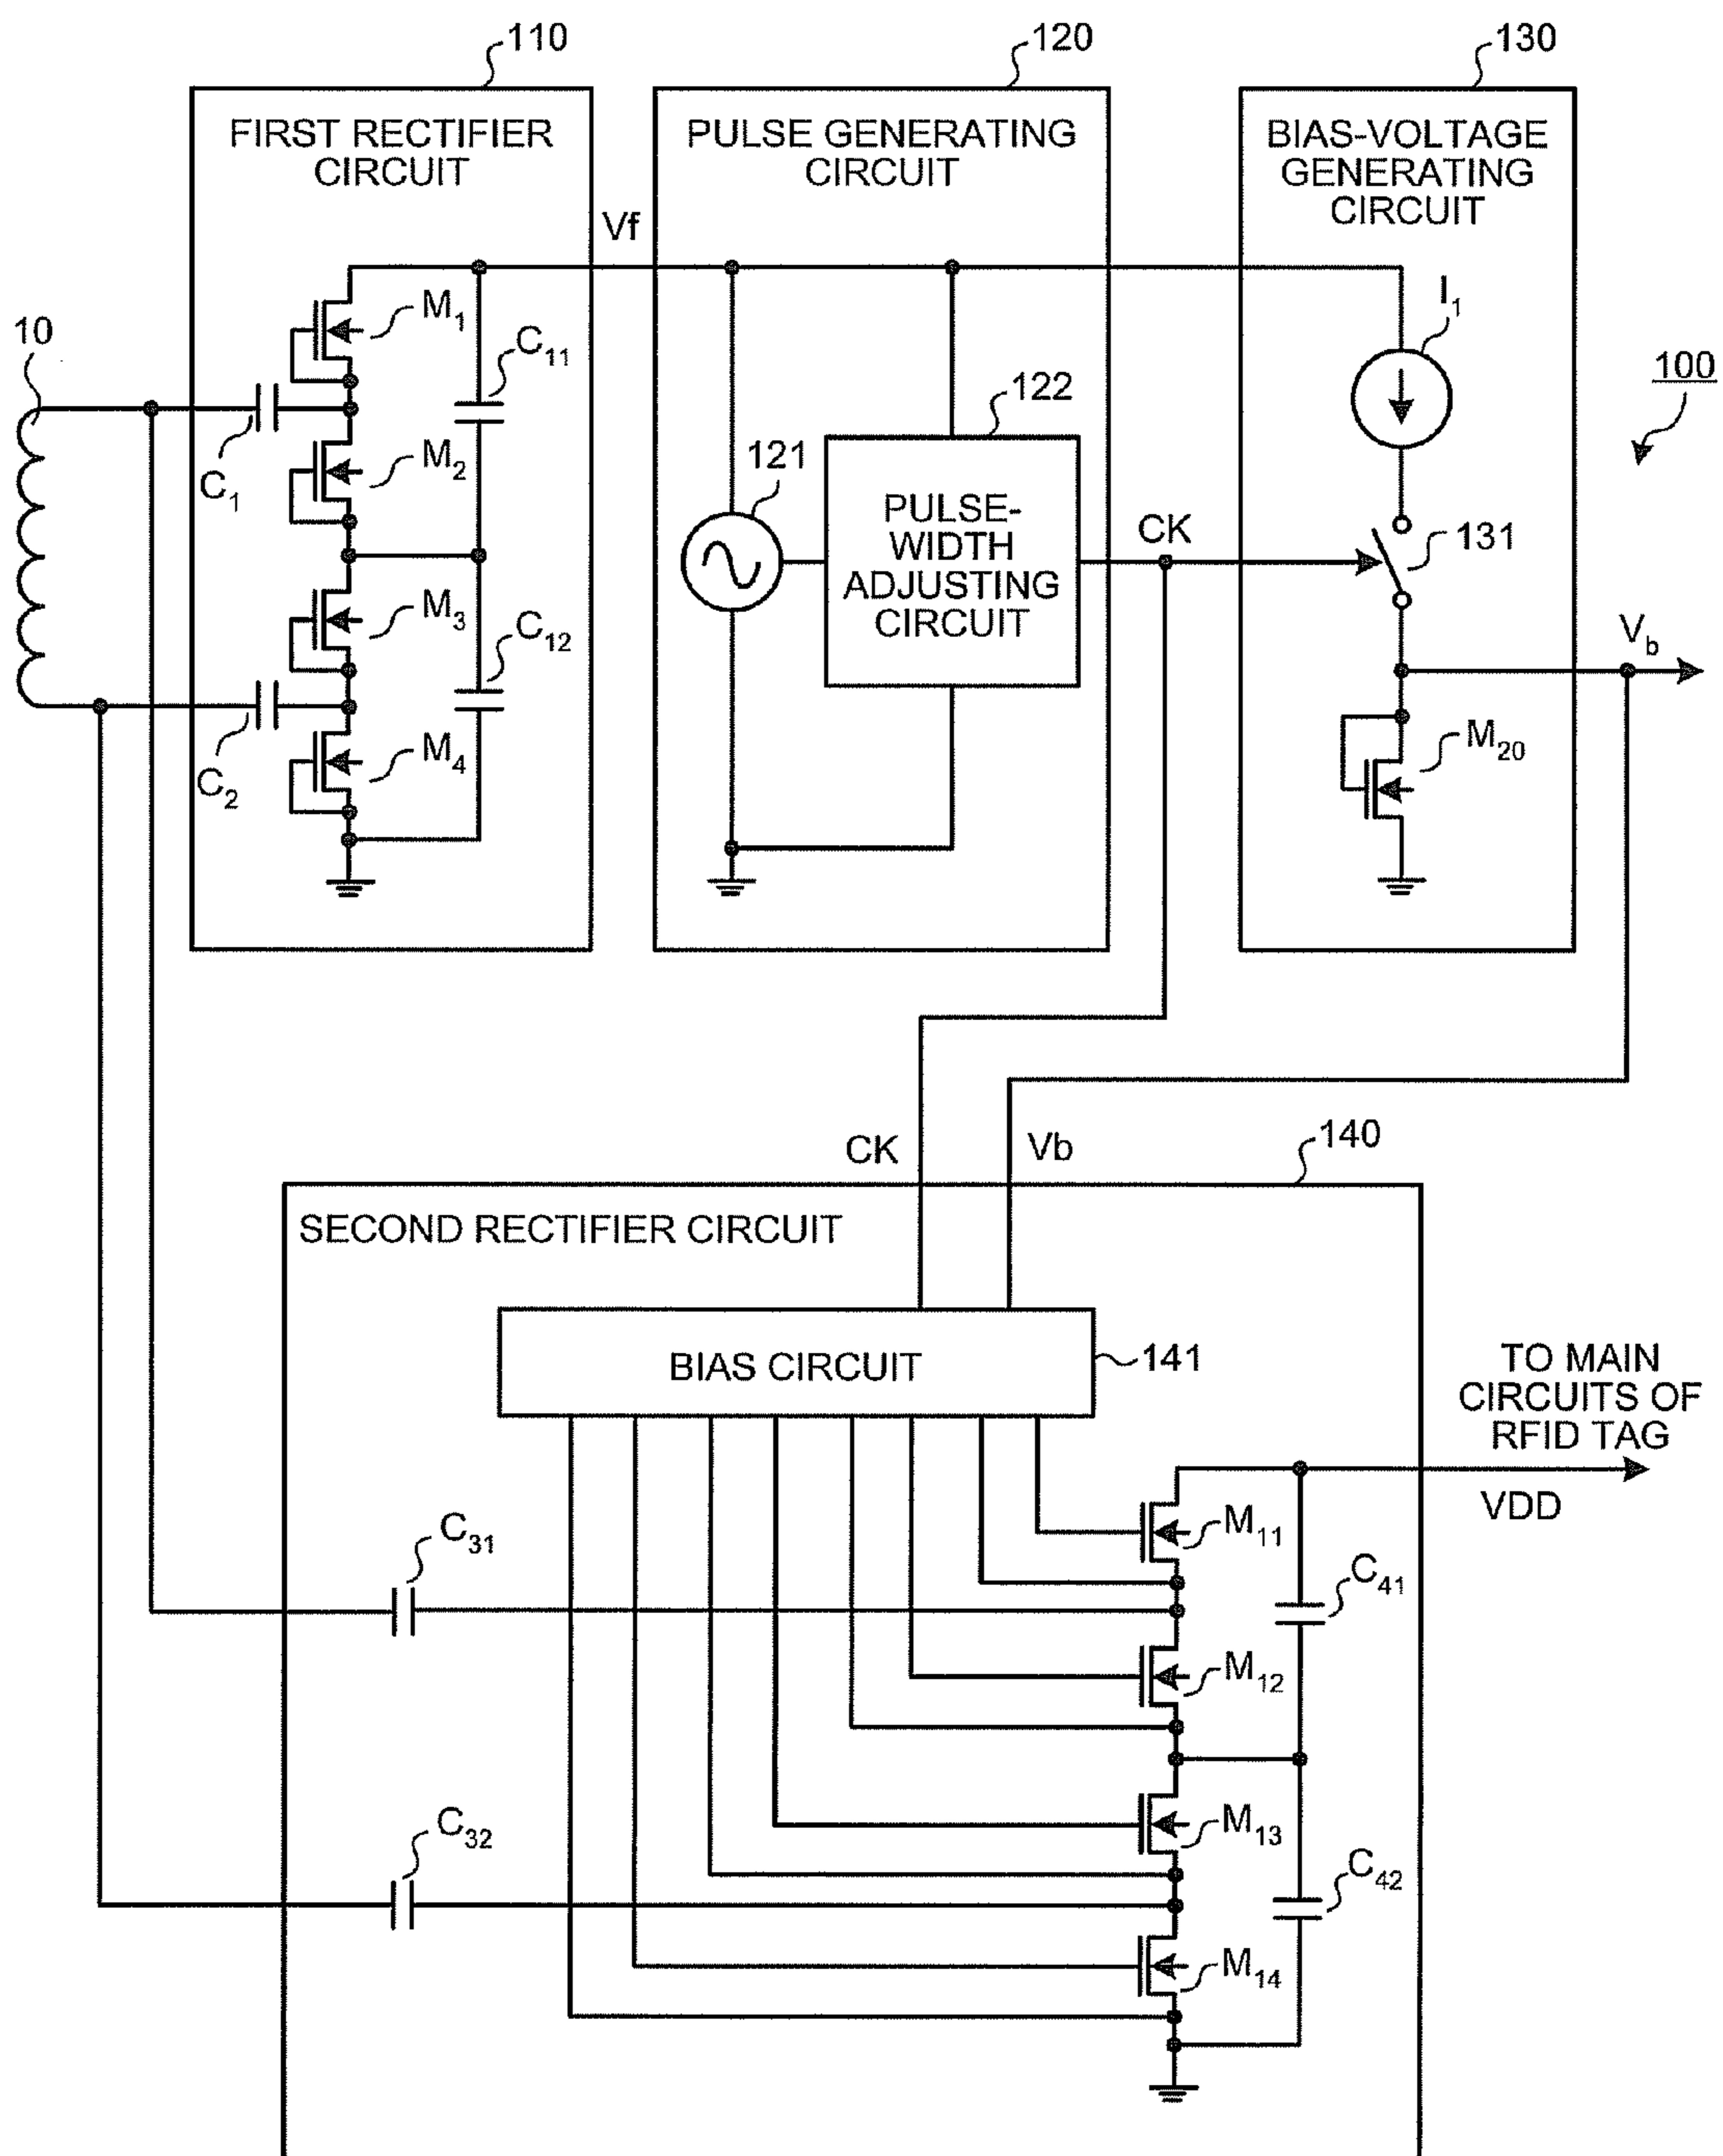 110
120
130
FIRST RECTIFIER
CIRCUIT
PULSE GENERATING
CIRCUIT
BIAS-VOLTAGE
GENERATING
CIRCUIT
Vf
10
M1
C11
I1
100
122
C1
M2
121
PULSE-
WIDTH
ADJUSTING
CIRCUIT
CK
131
M3
C12
Vb
C2
M4
M20
CK
Vb
140
SECOND RECTIFIER CIRCUIT
BIAS CIRCUIT
141
TO MAIN
CIRCUITS OF
RFID TAG
VDD
C31
M11
C41
M12
C32
M13
C42
M14